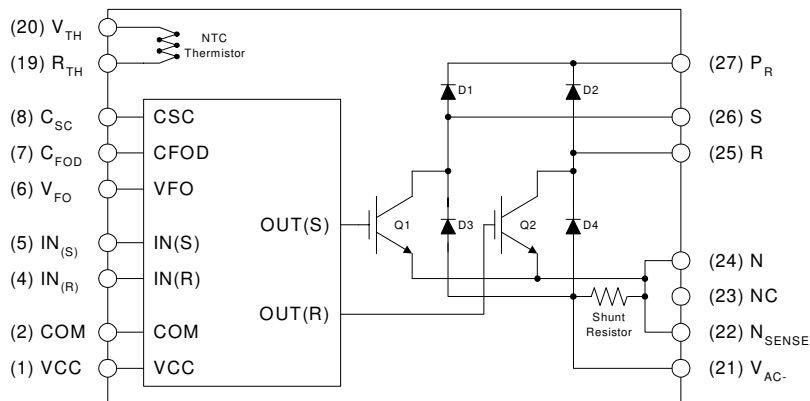 (20) V_TH
NTC
Thermistor
(19) R_TH
(27) P_R
D1
D2
(8) C_SC
CSC
(26) S
(7) C_FOD
CFOD
(25) R
(6) V_FO
VFO
OUT(S)
Q1
D3
Q2
D4
(5) IN_(S)
IN(S)
(24) N
(4) IN_(R)
IN(R)
(23) NC
OUT(R)
Shunt
Resistor
(2) COM
COM
(22) N_SENSE
(1) VCC
VCC
(21) V_AC-